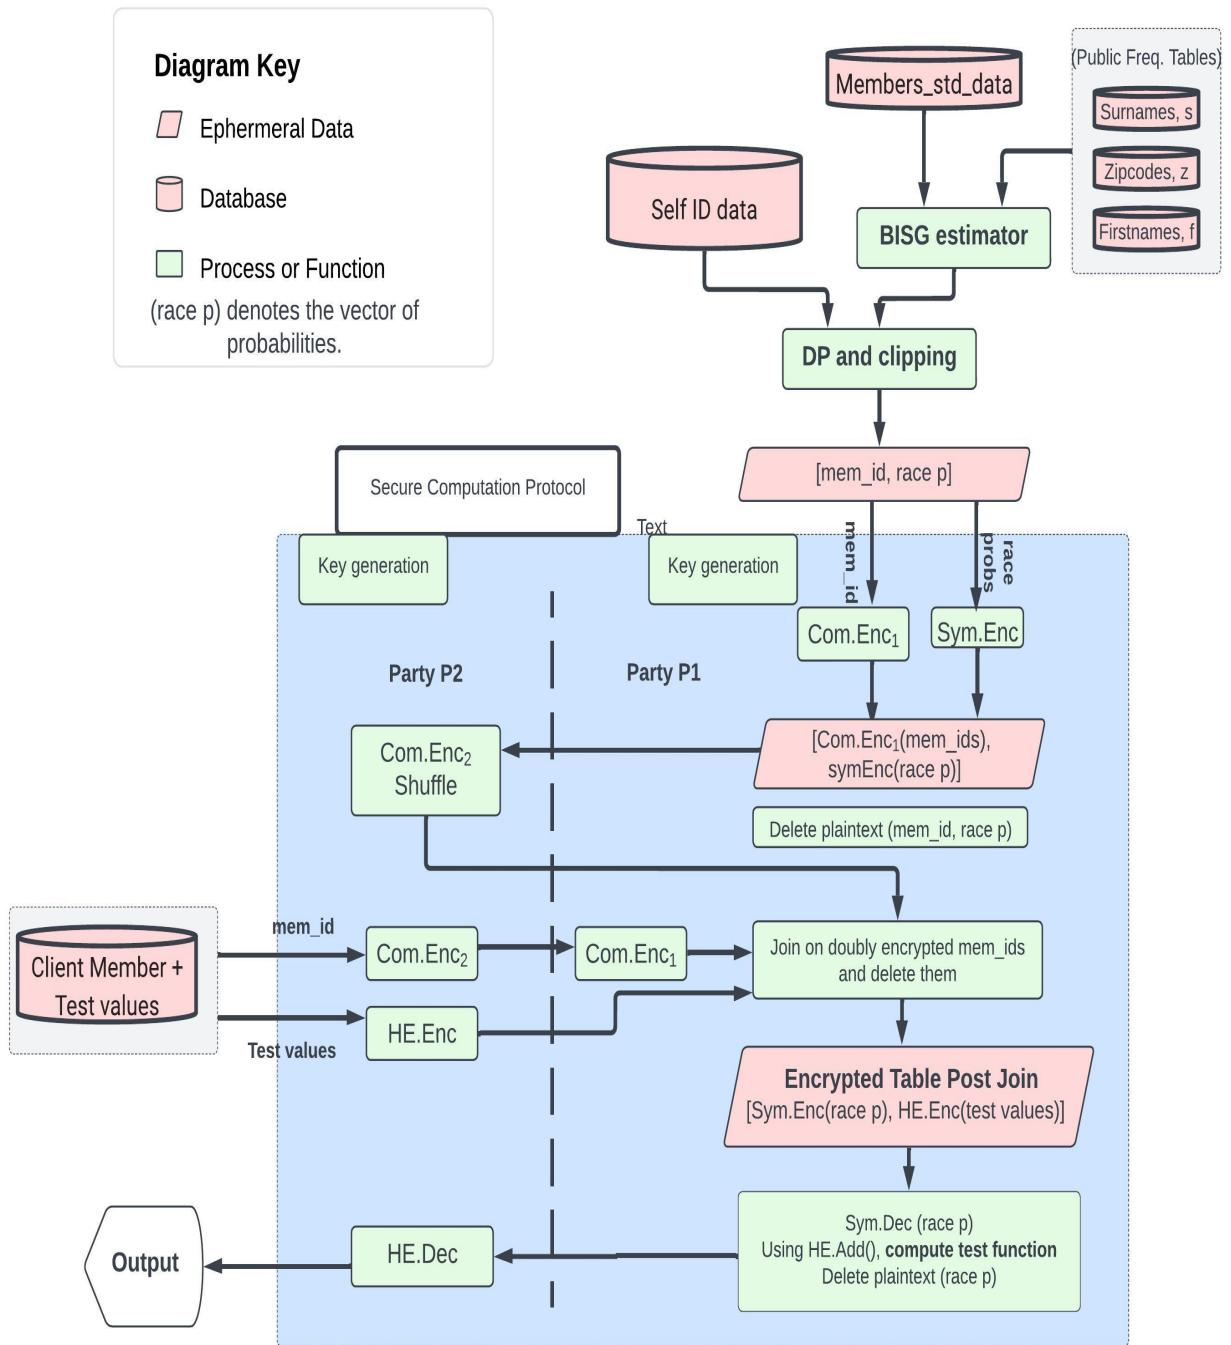 Diagram Key
Ephermeral Data
Database
Process or Function
(race p) denotes the vector of
probabilities.
Members_std_data
(Public Freq. Tables)
Surnames, s
Zipcodes, z
Firstnames, f
Self ID data
BISG estimator
DP and clipping
[mem_id, race p]
Secure Computation Protocol
Text
Key generation
Key generation
mem_id
race
probs
Com.Enc₁
Sym.Enc
Party P2
Party P1
Com.Enc₂
Shuffle
[Com.Enc₁(mem_ids),
symEnc(race p)]
Delete plaintext (mem_id, race p)
mem_id
Client Member +
Test values
Com.Enc₂
Com.Enc₁
Join on doubly encrypted mem_ids
and delete them
HE.Enc
Test values
Encrypted Table Post Join
[Sym.Enc(race p), HE.Enc(test values)]
Sym.Dec (race p)
Using HE.Add(), compute test function
Delete plaintext (race p)
HE.Dec
Output